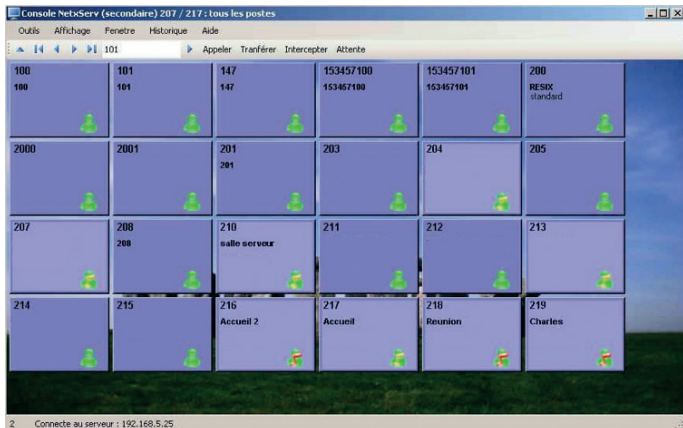 Console NetxServ (secondaire) 207 / 217 : tous les postes
Outils Affichage Fenetre Historique Aide
101 Appeler Tranférer Intercepter Attente
100 101 147 153457100 153457101 200
100 101 147 153457100 153457101 RESIX
standard
2000 2001 201 203 204 205
201
207 208 210 211 212 213
208 salle serveur
214 215 216 217 218 219
Accueil 2 Accueil Reunion Charles
2 Connecte au serveur : 192.168.5.25